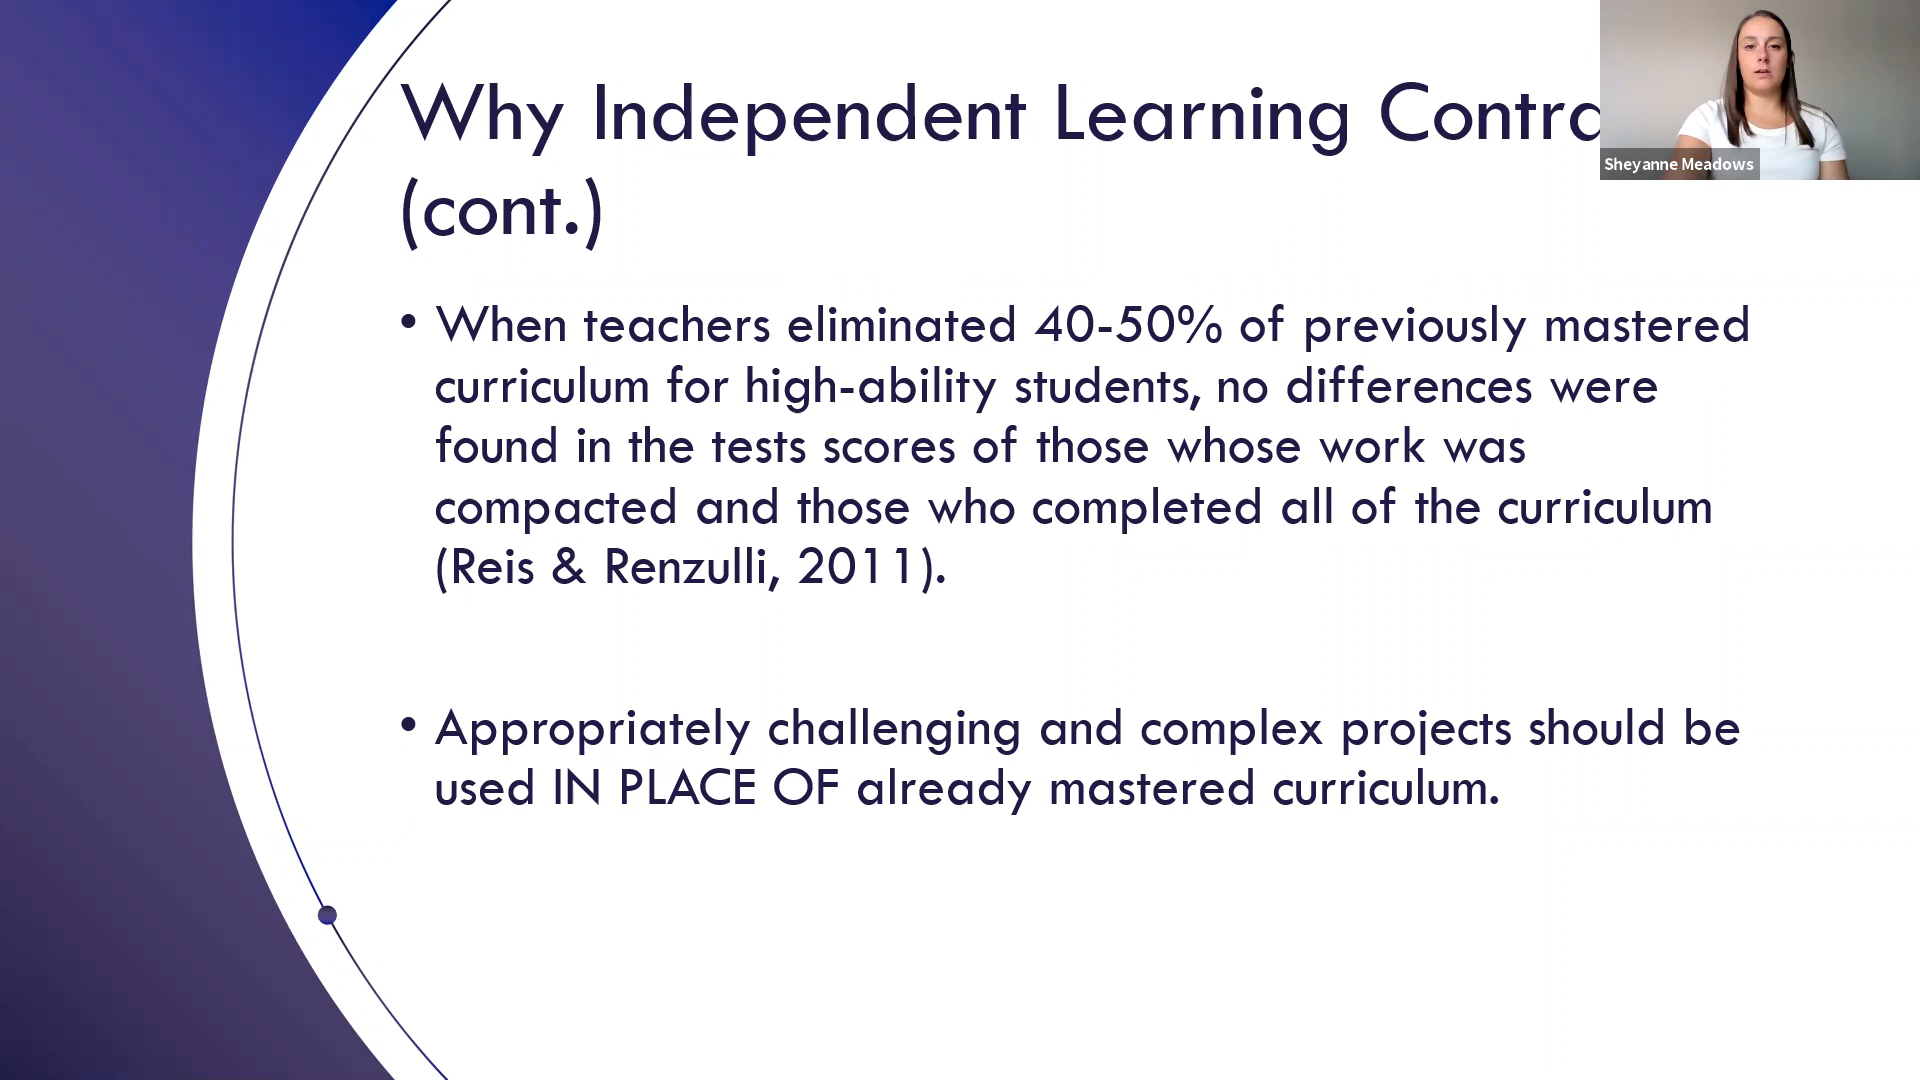 Why Independent Learning Contra
(cont.)
Sheyanne Meadows
• When teachers eliminated 40-50% of previously mastered
curriculum for high-ability students, no differences were
found in the tests scores of those whose work was
compacted and those who completed all of the curriculum
(Reis & Renzulli, 2011).
• Appropriately challenging and complex projects should be
used IN PLACE OF already mastered curriculum.